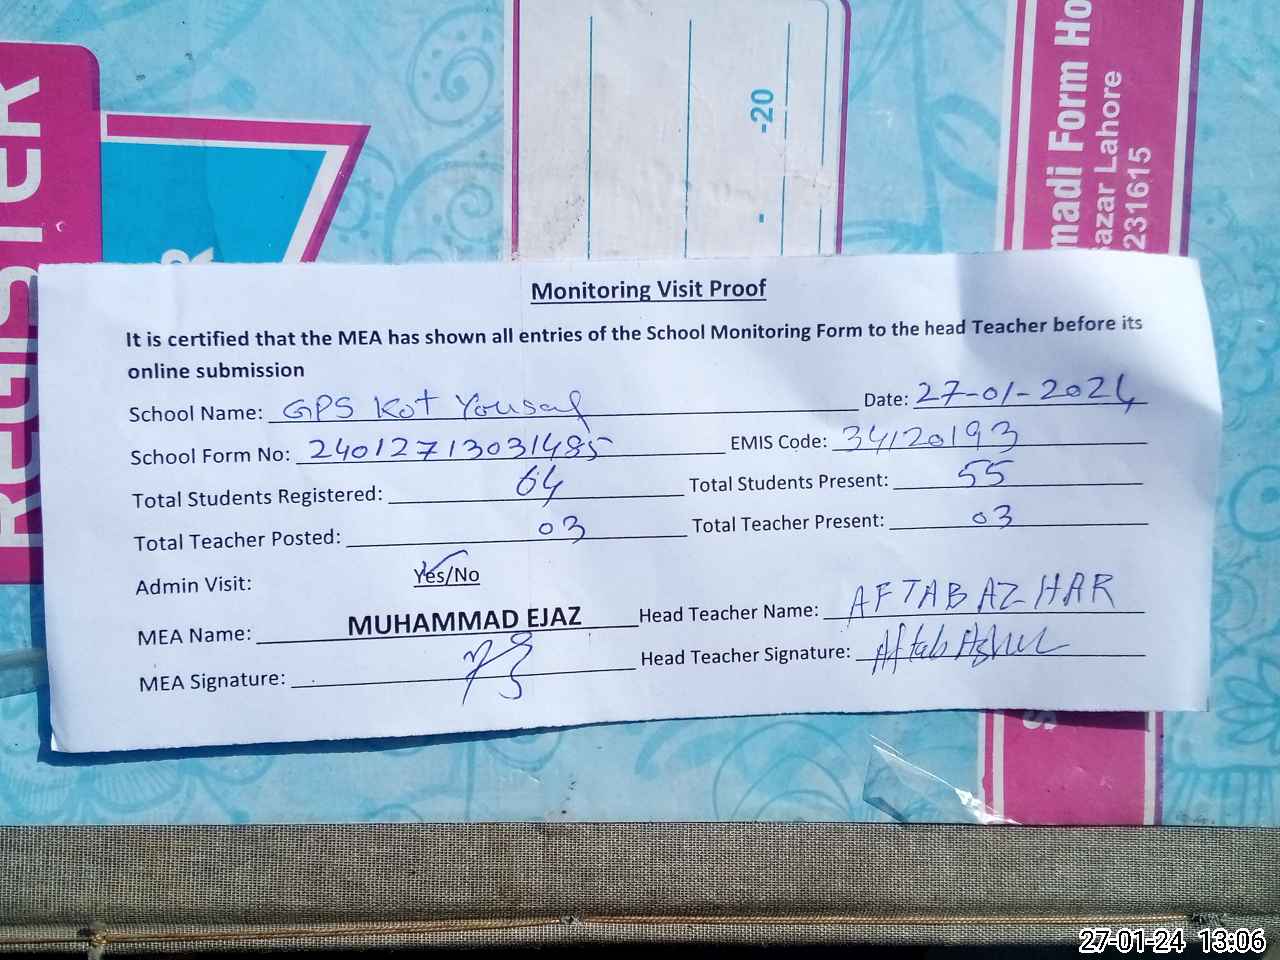 REGISTER
R
-20
-
madi Form Ho
azar Lahore
231615
Monitoring Visit Proof
It is certified that the MEA has shown all entries of the School Monitoring Form to the head Teacher before its
online submission
School Name: GPS Kot Yousaf Date: 27-01-2024
School Form No: 24012713031485 EMIS Code: 34120193
Total Students Registered: 64 Total Students Present: 55
Total Teacher Posted: 03 Total Teacher Present: 03
Admin Visit: Yes/No
MEA Name: MUHAMMAD EJAZ Head Teacher Name: AFTAB AZHAR
MEA Signature: Head Teacher Signature: Aftab Azhar
S
27-01-24 13:06